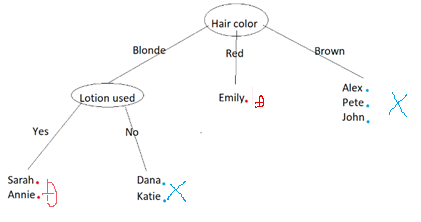 Hair color
Blonde
Red
Brown
Lotion used
Emily.
Alex.
Pete.
John.
Yes
No
Sarah.
Annie.
Dana.
Katie.